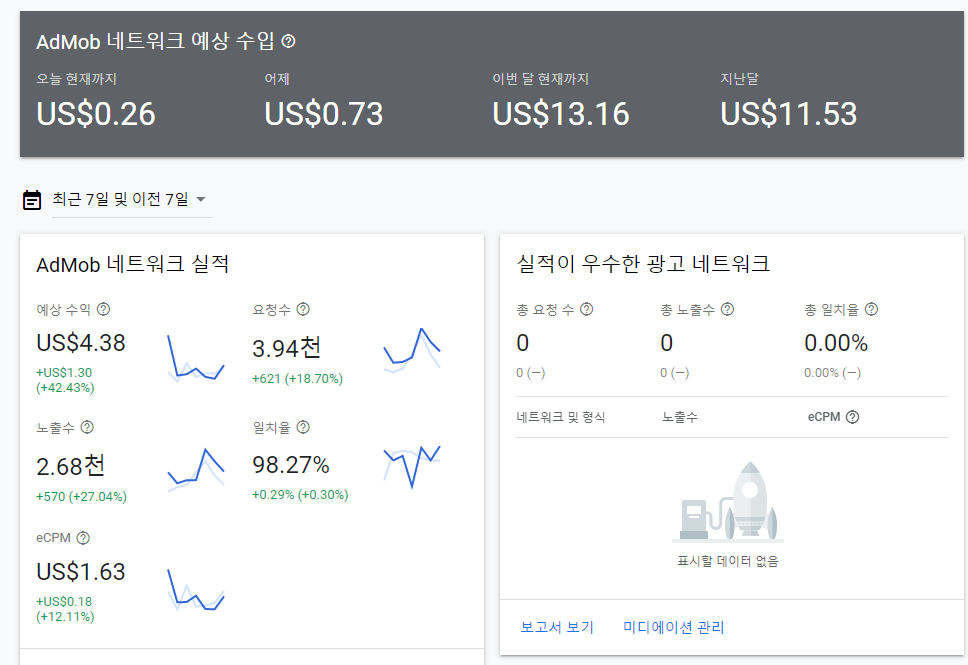 AdMob 네트워크 예상 수입
오늘 현재까지
US$0.26
어제
US$0.73
이번 달 현재까지
US$13.16
지난달
US$11.53
최근 7일 및 이전 7일
AdMob 네트워크 실적
예상 수익
US$4.38
+US$1.30
(+42.43%)
요청수
3.94천
+621 (+18.70%)
노출수
2.68천
+570 (+27.04%)
일치율
98.27%
+0.29% (+0.30%)
eCPM
US$1.63
+US$0.18
(+12.11%)
실적이 우수한 광고 네트워크
총 요청 수
0
0 (—)
총 노출수
0
0 (—)
총 일치율
0.00%
0.00% (—)
네트워크 및 형식 노출수 eCPM
표시할 데이터 없음
보고서 보기 미디에이션 관리